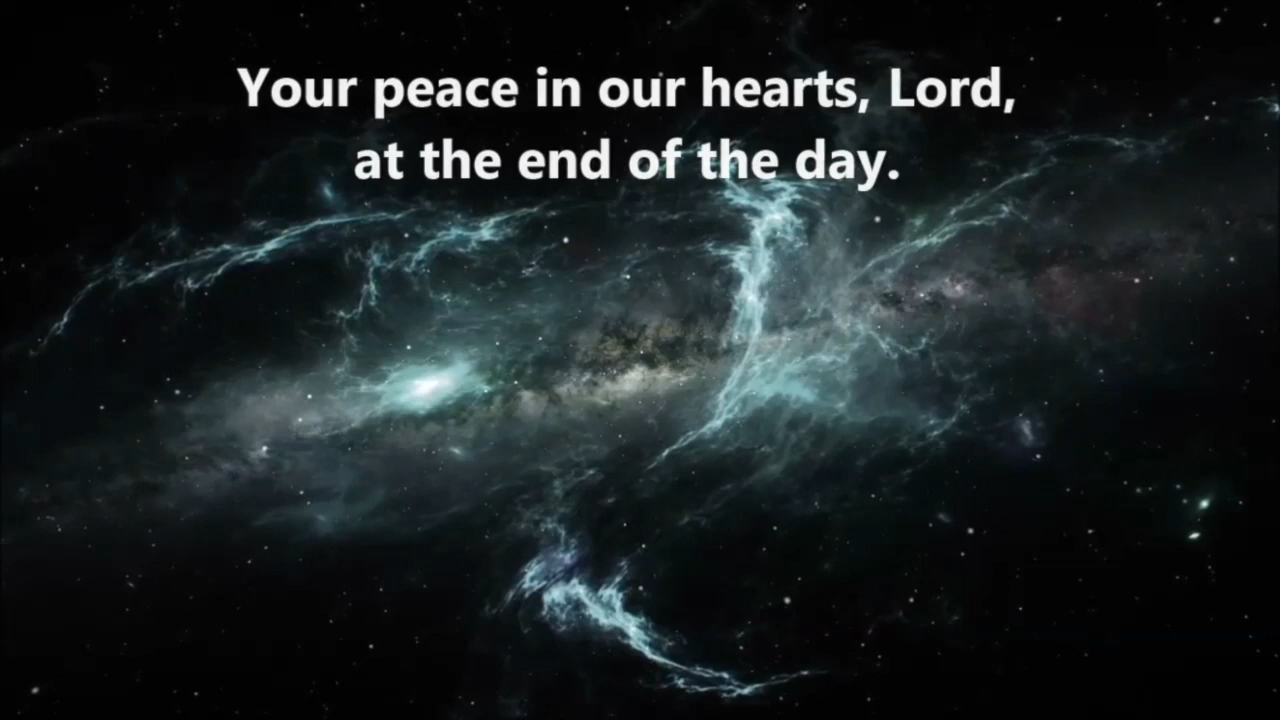 Your peace in our hearts, Lord,
at the end of the day.